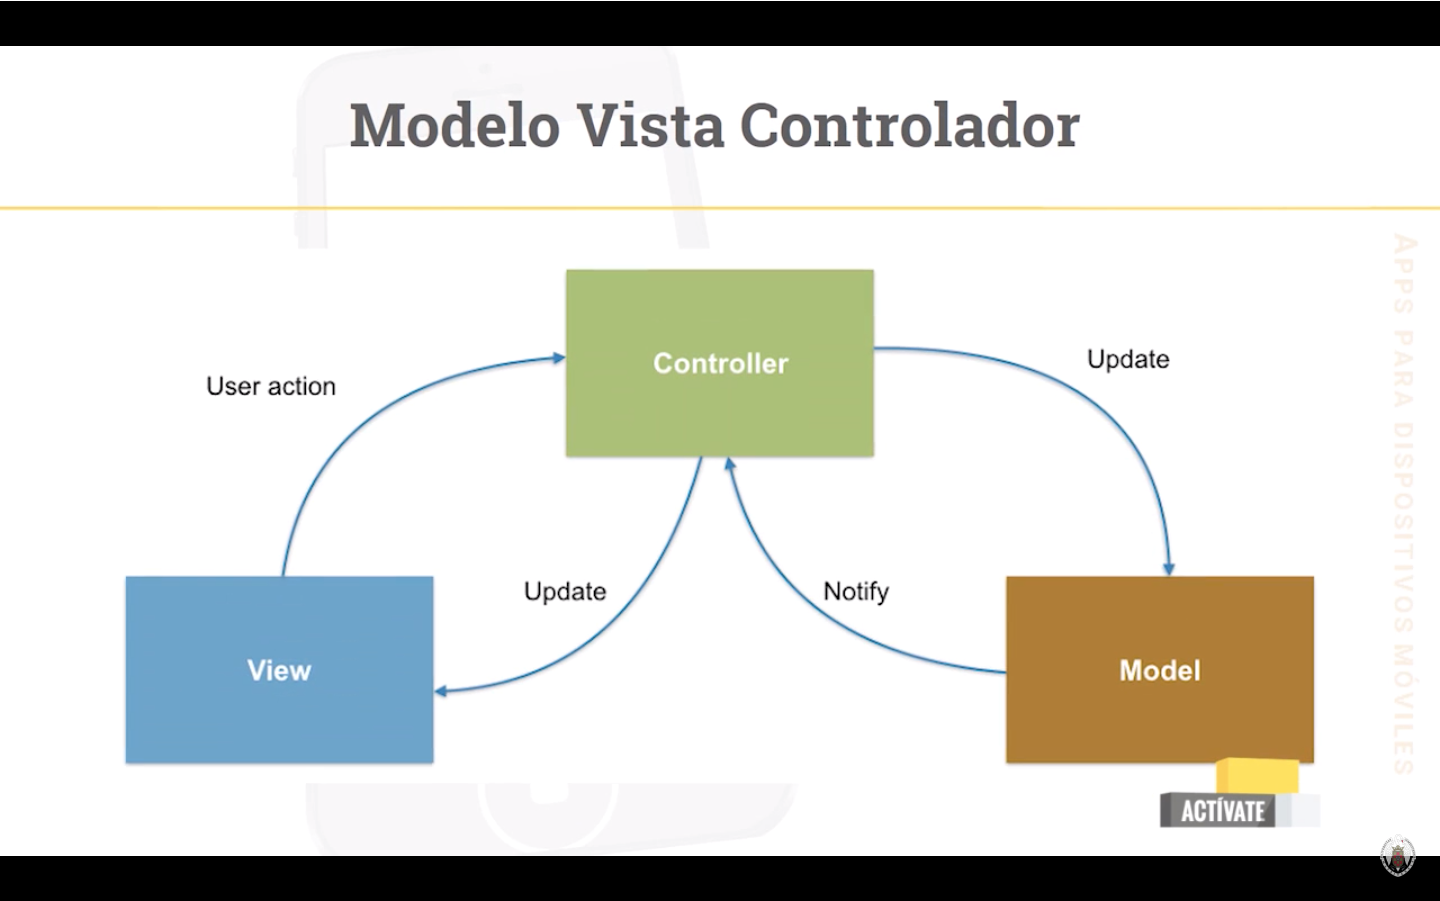 Modelo Vista Controlador
Controller
User action
Update
Update
Notify
View
Model
ACTÍVATE
APPS PARA DISPOSITIVOS MÓVILES